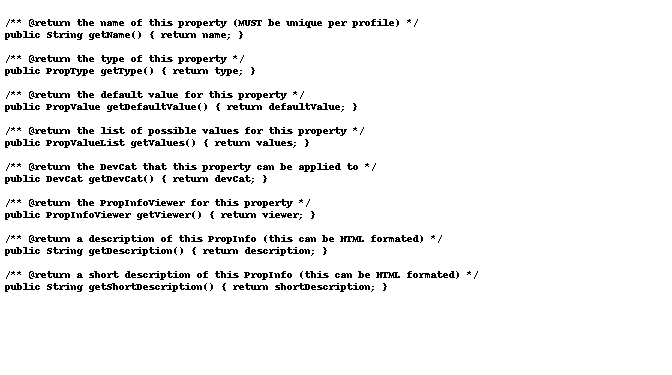 /** @return the name of this property (MUST be unique per profile) */
public String getName() { return name; }
/** @return the type of this property */
public PropType getType() { return type; }
/** @return the default value for this property */
public PropValue getDefaultValue() { return defaultValue; }
/** @return the list of possible values for this property */
public PropValueList getValues() { return values; }
/** @return the DevCat that this property can be applied to */
public DevCat getDevCat() { return devCat; }
/** @return the PropInfoViewer for this property */
public PropInfoViewer getViewer() { return viewer; }
/** @return a description of this PropInfo (this can be HTML formated) */
public String getDescription() { return description; }
/** @return a short description of this PropInfo (this can be HTML formated) */
public String getShortDescription() { return shortDescription; }